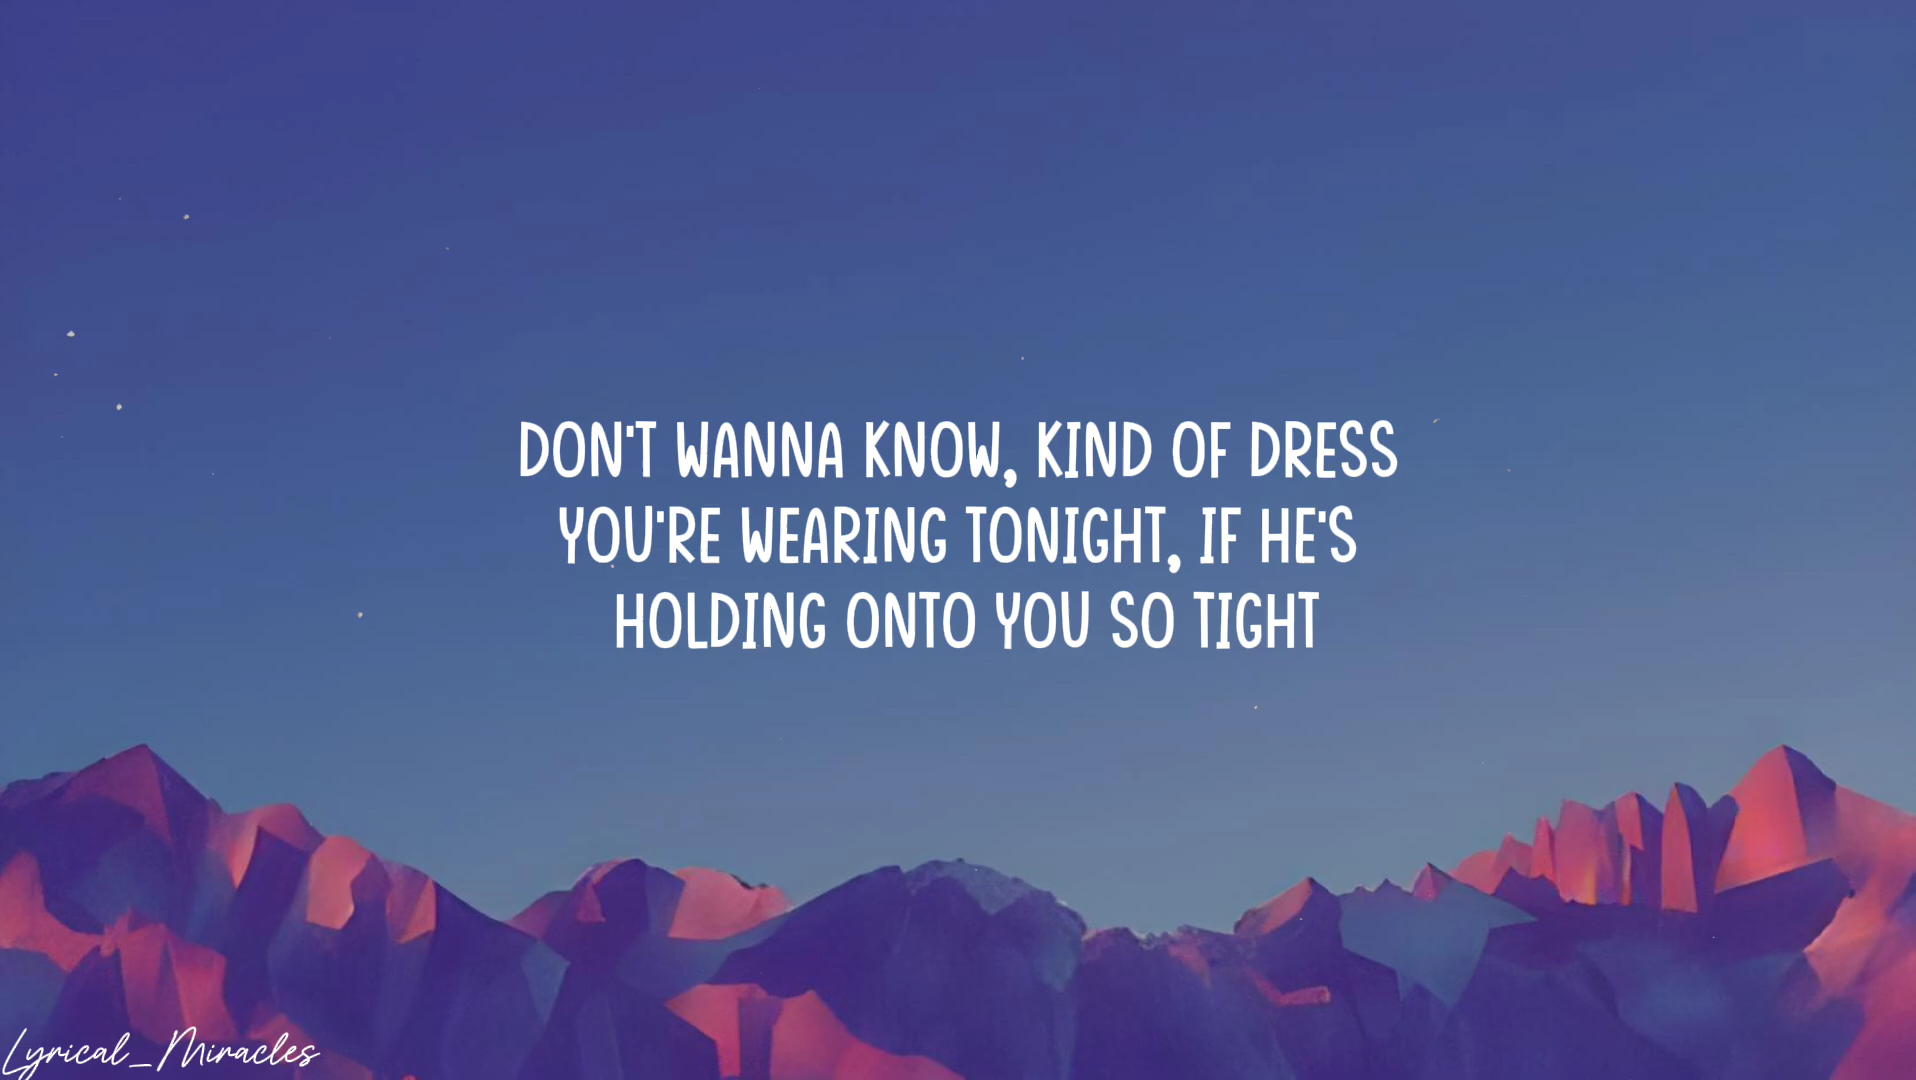 DON'T WANNA KNOW, KIND OF DRESS
YOU'RE WEARING TONIGHT, IF HE'S
HOLDING ONTO YOU SO TIGHT
Lyrical_Miracles